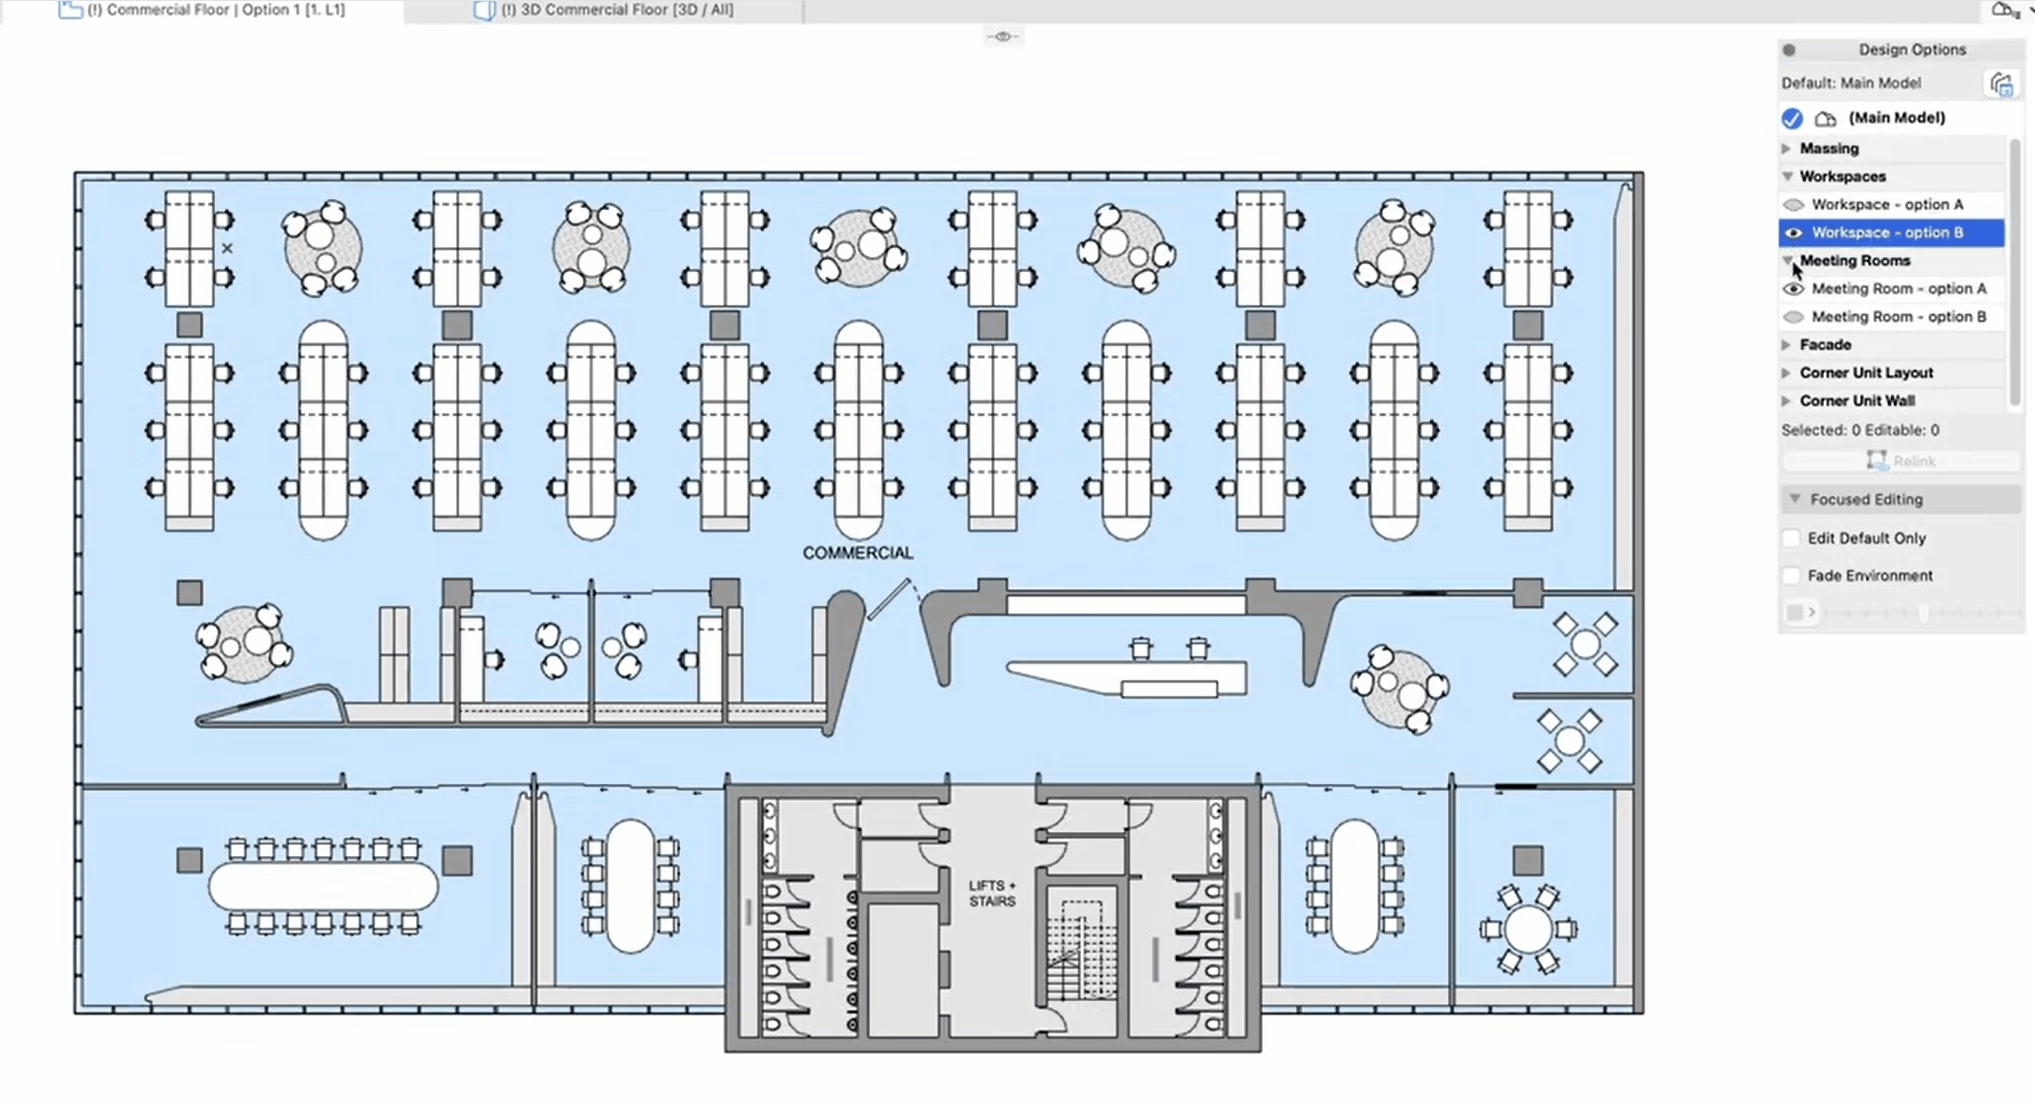 (!) Commercial Floor | Option 1 [1. L1]
(!) 3D Commercial Floor [3D / All]
Design Options
Default: Main Model
(Main Model)
Massing
Workspaces
Workspace - option A
Workspace - option B
Meeting Rooms
Meeting Room - option A
Meeting Room - option B
Facade
Corner Unit Layout
Corner Unit Wall
Selected: 0 Editable: 0
Relink
Focused Editing
Edit Default Only
Fade Environment
COMMERCIAL
LIFTS +
STAIRS